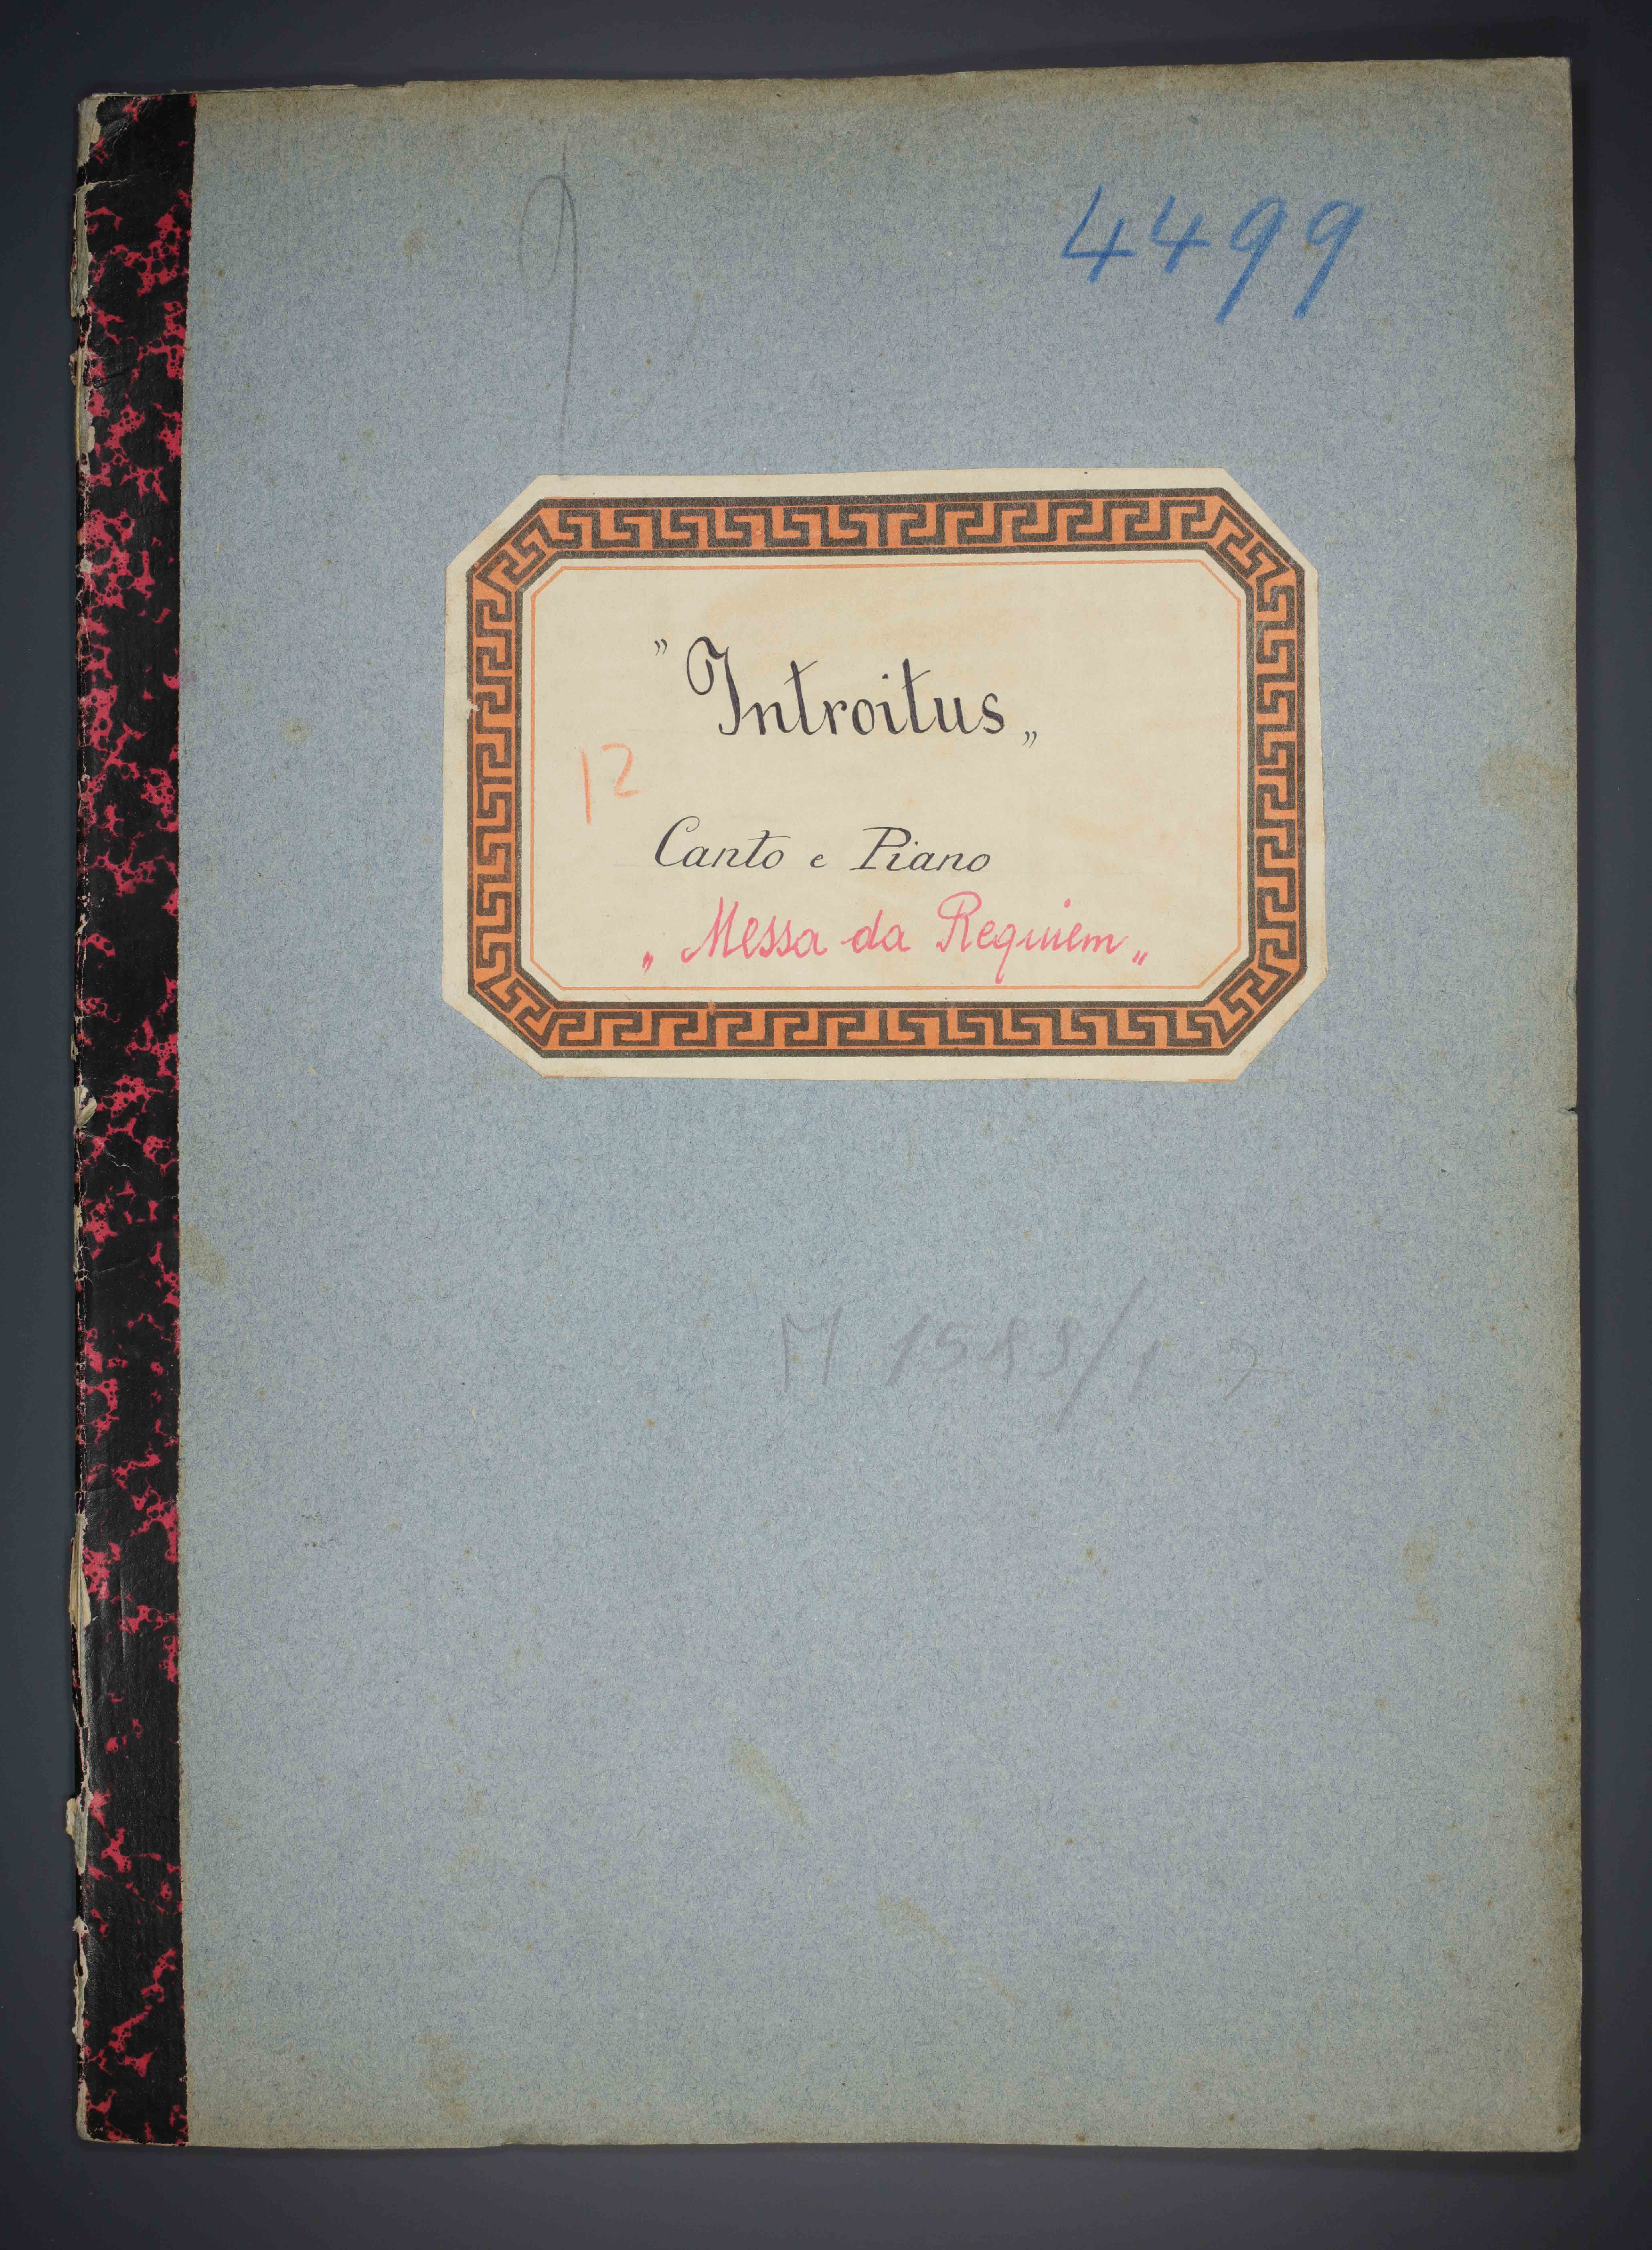 4499
"Introitus„
12
Canto e Piano
„Messa da Requiem„